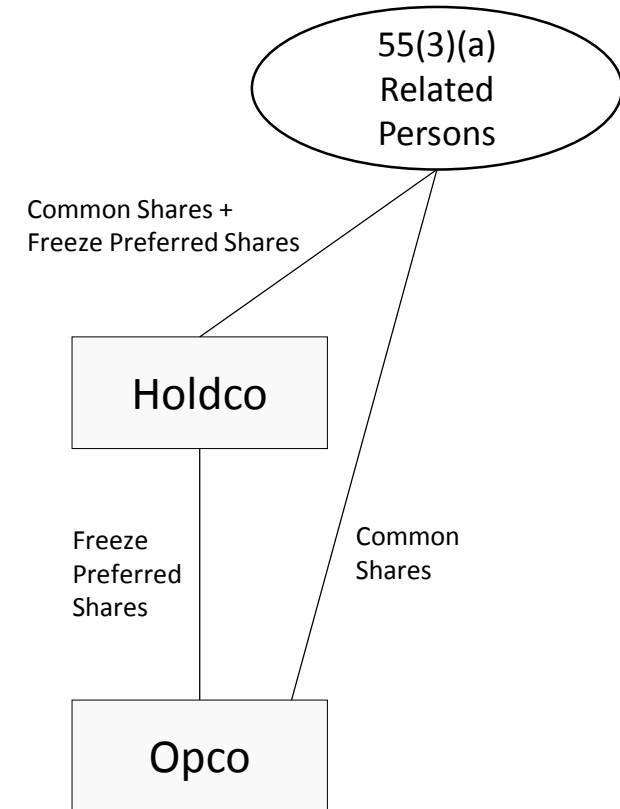 55(3)(a)
Related
Persons
Common Shares +
Freeze Preferred Shares
Holdco
Freeze
Preferred
Shares
Common
Shares
Opco